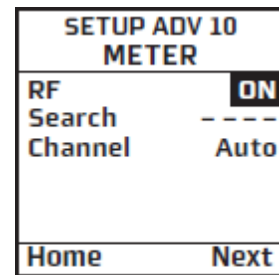 SETUP ADV 10
METER
RF ON
Search ----
Channel Auto
Home Next